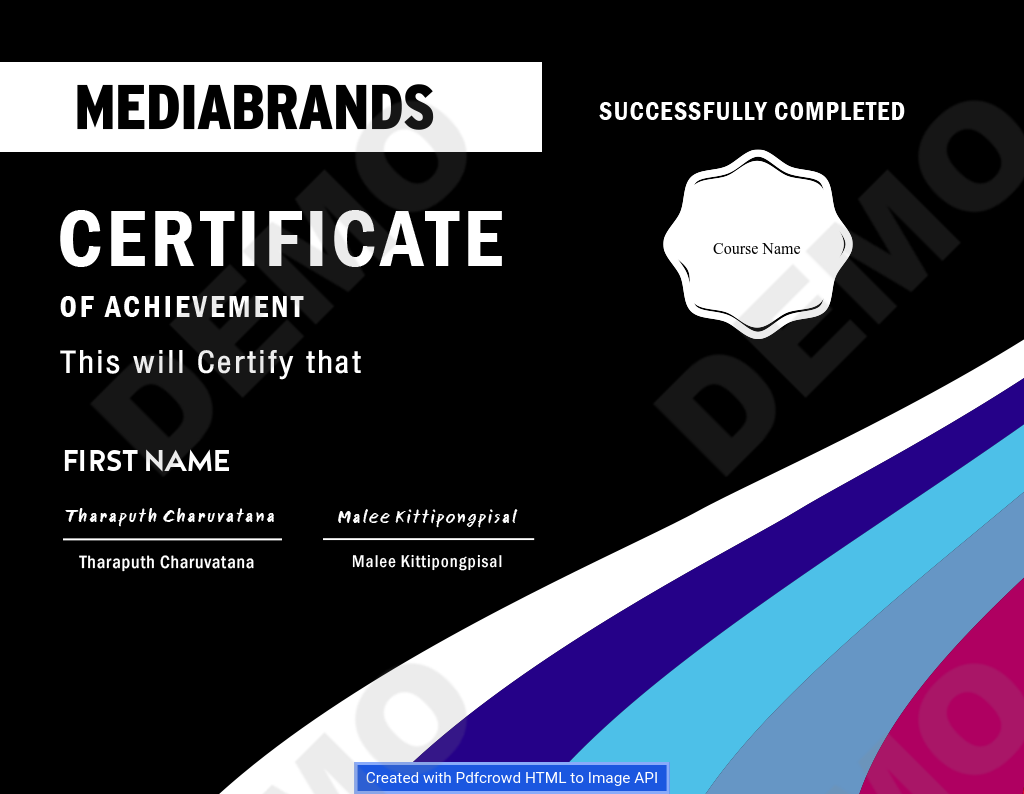 MEDIABRANDS
SUCCESSFULLY COMPLETED
Course Name
CERTIFICATE
OF ACHIEVEMENT
This will Certify that
FIRST NAME
Tharaputh Charuvatana
Malee Kittipongpisal
Tharaputh Charuvatana
Malee Kittipongpisal
DEMO
DEMO
DEMO
DEMO
Created with Pdfcrowd HTML to Image API